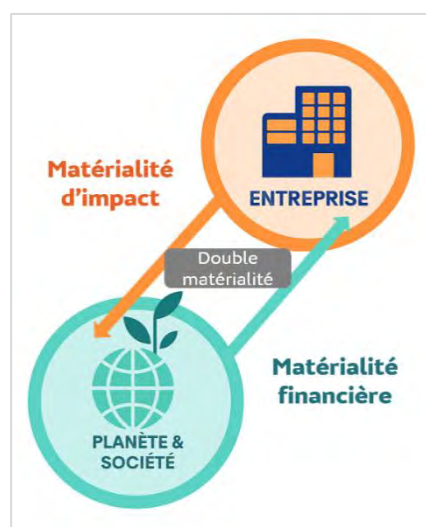 Matérialité
d'impact
ENTREPRISE
Double
matérialité
Matérialité
financière
PLANÈTE &
SOCIÉTÉ